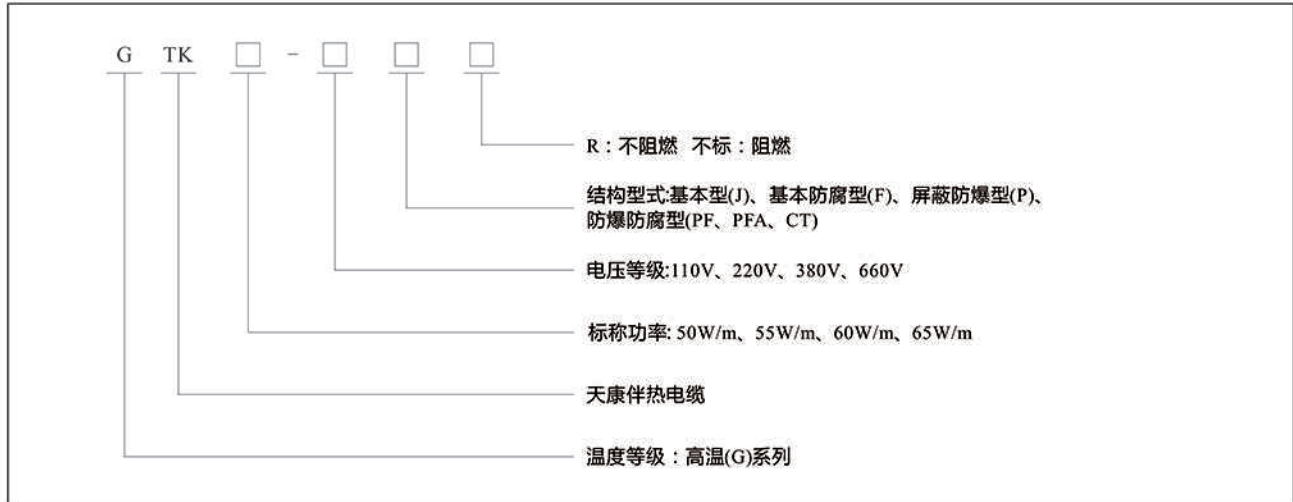 G TK □ - □ □ □
R：不阻燃 不标：阻燃
结构型式:基本型(J)、基本防腐型(F)、屏蔽防爆型(P)、
防爆防腐型(PF、PFA、CT)
电压等级:110V、220V、380V、660V
标称功率: 50W/m、55W/m、60W/m、65W/m
天康伴热电缆
温度等级：高温(G)系列